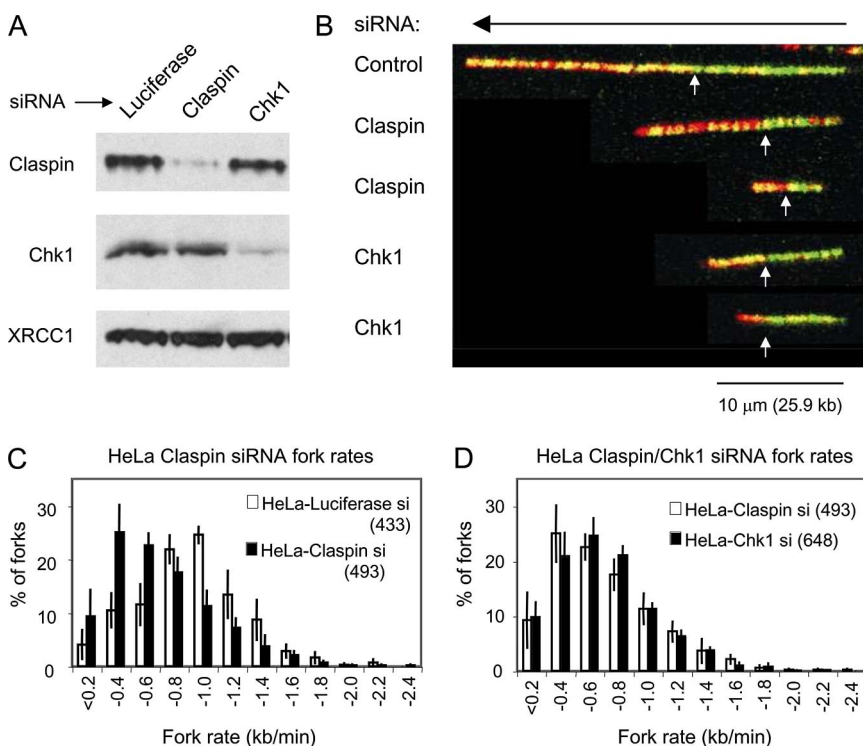 A
siRNA
Luciferase
Claspin
Chk1
Claspin
Chk1
XRCC1
B
siRNA:
Control
Claspin
Claspin
Chk1
Chk1
10 μm (25.9 kb)
C
HeLa Claspin siRNA fork rates
HeLa-Luciferase si
(433)
HeLa-Claspin si
(493)
% of forks
30
20
10
0
<0.2 -0.4 -0.6 -0.8 -1.0 -1.2 -1.4 -1.6 -1.8 -2.0 -2.2 -2.4
Fork rate (kb/min)
D
HeLa Claspin/Chk1 siRNA fork rates
HeLa-Claspin si (493)
HeLa-Chk1 si (648)
% of forks
30
20
10
0
<0.2 -0.4 -0.6 -0.8 -1.0 -1.2 -1.4 -1.6 -1.8 -2.0 -2.2 -2.4
Fork rate (kb/min)